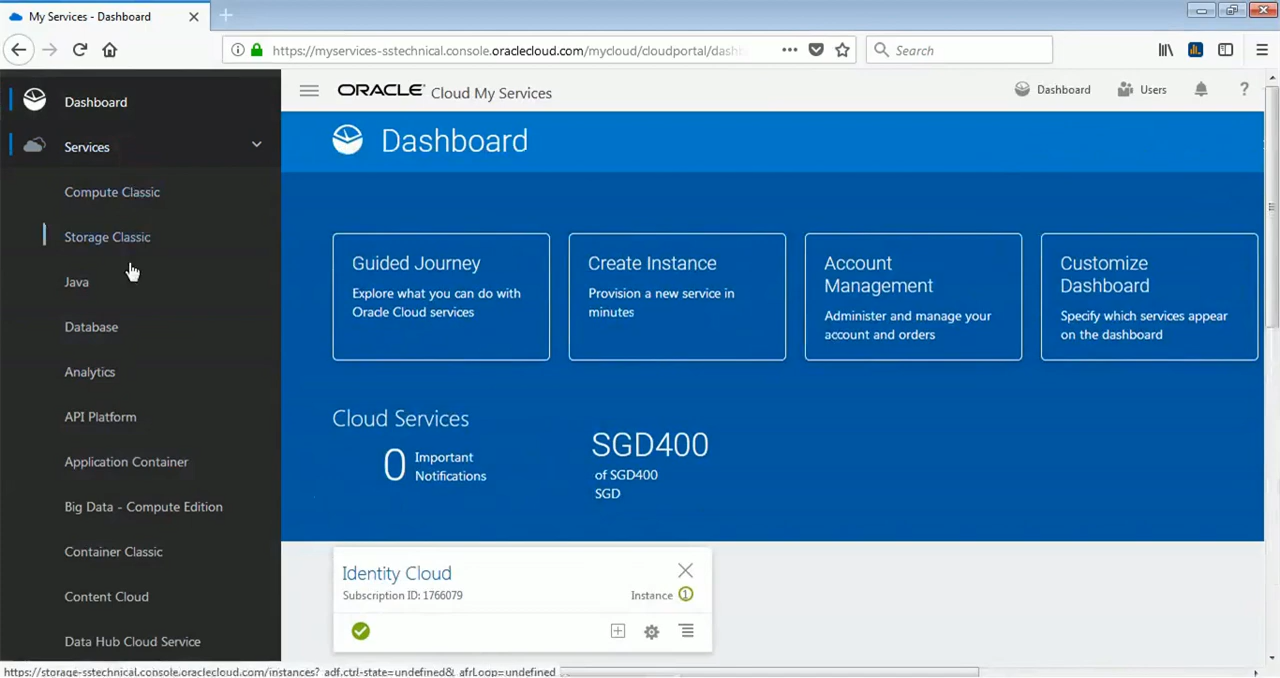 My Services - Dashboard
https://myservices-sstechnical.console.oraclecloud.com/mycloud/cloudportal/dash
Search
Dashboard
Services
Compute Classic
Storage Classic
Java
Database
Analytics
API Platform
Application Container
Big Data - Compute Edition
Container Classic
Content Cloud
Data Hub Cloud Service
ORACLE Cloud My Services
Dashboard
Users
?
Dashboard
Guided Journey
Explore what you can do with
Oracle Cloud services
Create Instance
Provision a new service in
minutes
Account
Management
Administer and manage your
account and orders
Customize
Dashboard
Specify which services appear
on the dashboard
Cloud Services
0 Important
Notifications
SGD400
of SGD400
SGD
Identity Cloud
Subscription ID: 1766079
Instance 1
https://storage-sstechnical.console.oraclecloud.com/instances?_adf.ctrl-state=undefined&_afrLoop=undefined